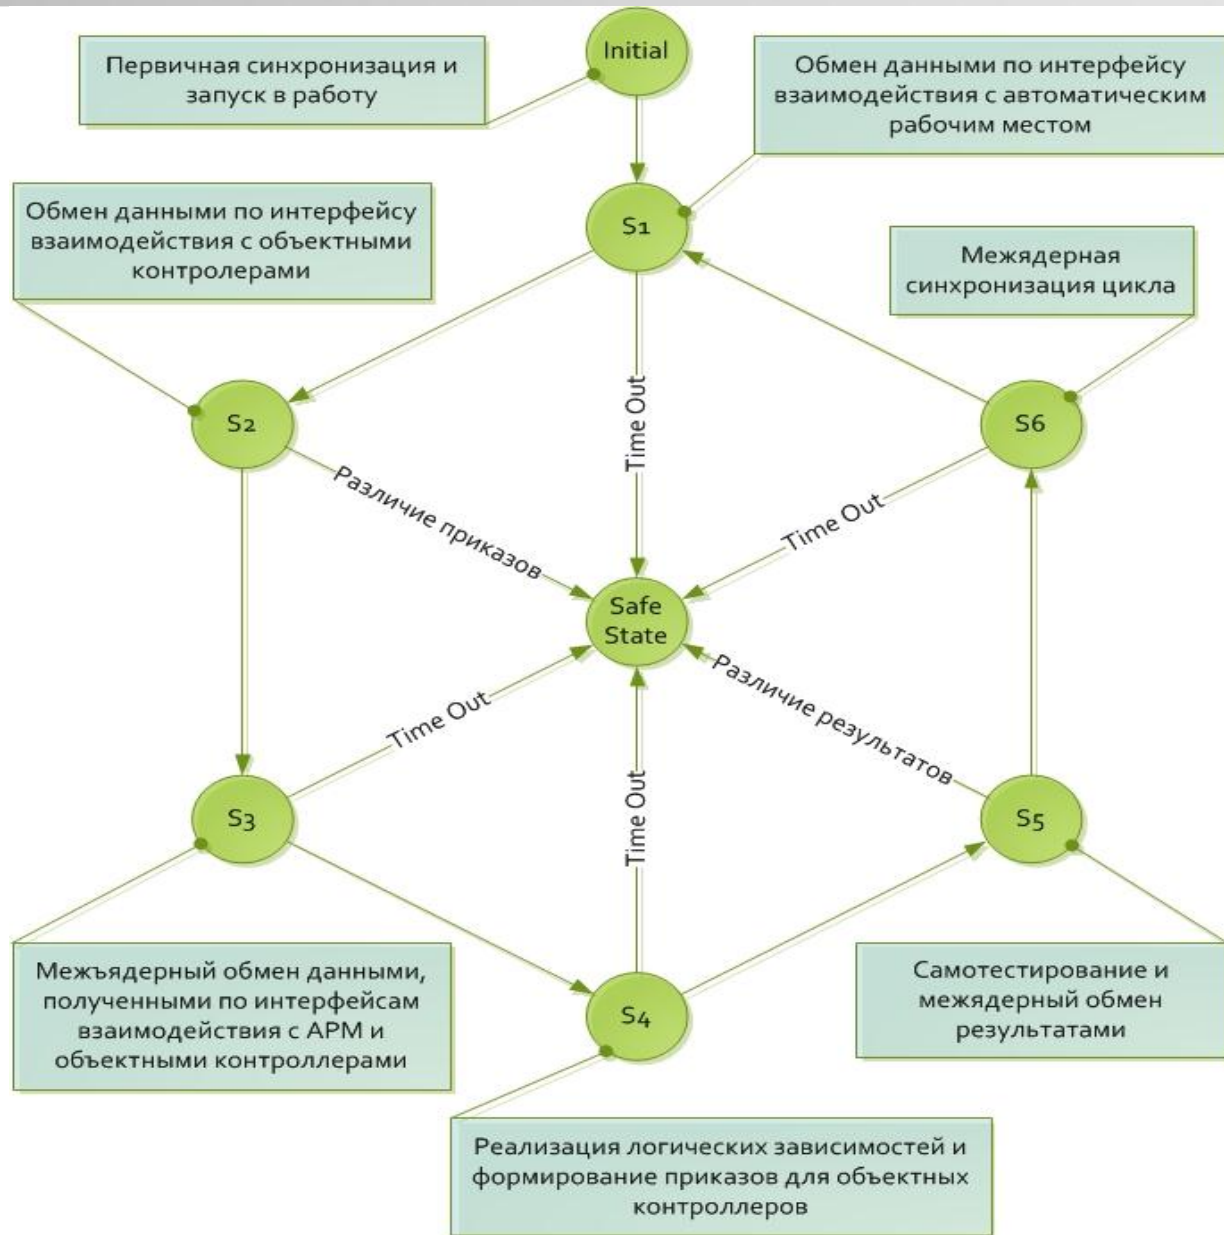 Initial
Первичная синхронизация и
запуск в работу
Обмен данными по интерфейсу
взаимодействия с автоматическим
рабочим местом
S1
Обмен данными по интерфейсу
взаимодействия с объектными
контролерами
Межядерная
синхронизация цикла
S2
S6
Time Out
Различие приказов
Time Out
Safe
State
Time Out
Различие результатов
Time Out
S3
S5
Межъядерный обмен данными,
полученными по интерфейсам
взаимодействия с АРМ и
объектными контроллерами
S4
Самотестирование и
межядерный обмен
результатами
Реализация логических зависимостей и
формирование приказов для объектных
контроллеров